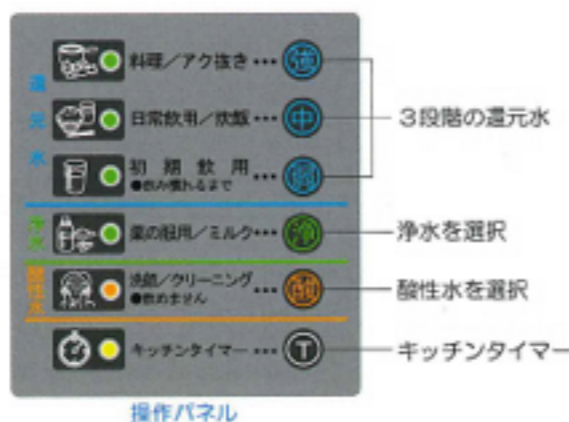 還元水
料理／アク抜き … 強
日常飲用／炊飯 … 中
初期飲用 … 弱
●飲み慣れるまで
3段階の還元水
浄水
薬の服用／ミルク … 浄
浄水を選択
酸性水
洗顔／クリーニング …
●飲めません
酸性水を選択
キッチンタイマー … T
キッチンタイマー
操作パネル